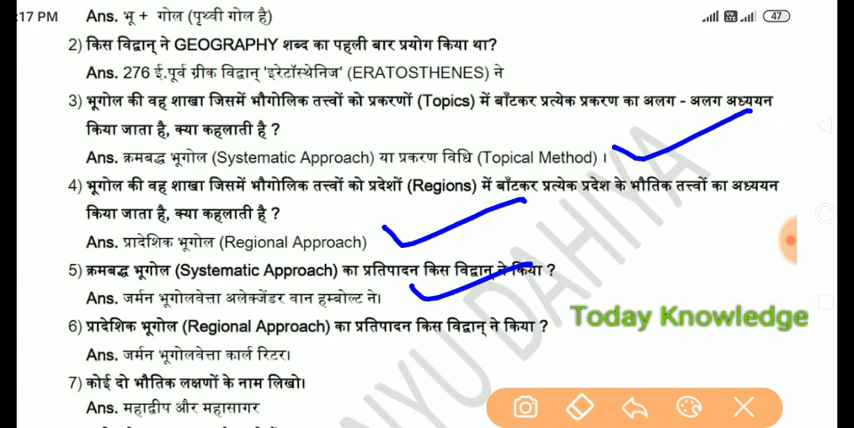 :17 PM
47
Ans. भू + गोल (पृथ्वी गोल है)
2) किस विद्वान् ने GEOGRAPHY शब्द का पहली बार प्रयोग किया था?
Ans. 276 ई.पूर्व ग्रीक विद्वान् 'इरेटॉस्थेनिज' (ERATOSTHENES) ने
3) भूगोल की वह शाखा जिसमें भौगोलिक तत्त्वों को प्रकरणों (Topics) में बाँटकर प्रत्येक प्रकरण का अलग - अलग अध्ययन
किया जाता है, क्या कहलाती है ?
Ans. क्रमबद्ध भूगोल (Systematic Approach) या प्रकरण विधि (Topical Method) ।
4) भूगोल की वह शाखा जिसमें भौगोलिक तत्त्वों को प्रदेशों (Regions) में बाँटकर प्रत्येक प्रदेश के भौतिक तत्त्वों का अध्ययन
किया जाता है, क्या कहलाती है ?
Ans. प्रादेशिक भूगोल (Regional Approach)
5) क्रमबद्ध भूगोल (Systematic Approach) का प्रतिपादन किस विद्वान् ने किया ?
Ans. जर्मन भूगोलवेत्ता अलेक्जेंडर वान हम्बोल्ट ने।
6) प्रादेशिक भूगोल (Regional Approach) का प्रतिपादन किस विद्वान् ने किया ?
Today Knowledge
Ans. जर्मन भूगोलवेत्ता कार्ल रिटर।
7) कोई दो भौतिक लक्षणों के नाम लिखो।
Ans. महाद्वीप और महासागर
NYU DAHIYA